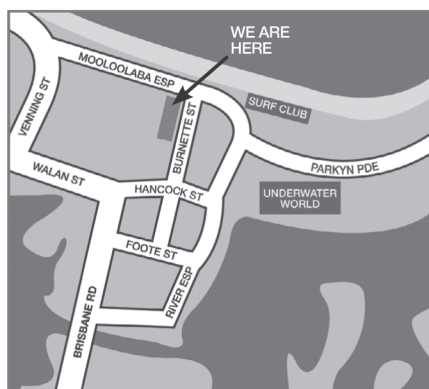 WE ARE
HERE
MOOLOOLABA ESP
VENNING ST
BURNETTE ST
SURF CLUB
PARKYN PDE
WALAN ST
HANCOCK ST
UNDERWATER
WORLD
FOOTE ST
RIVER ESP
BRISBANE RD